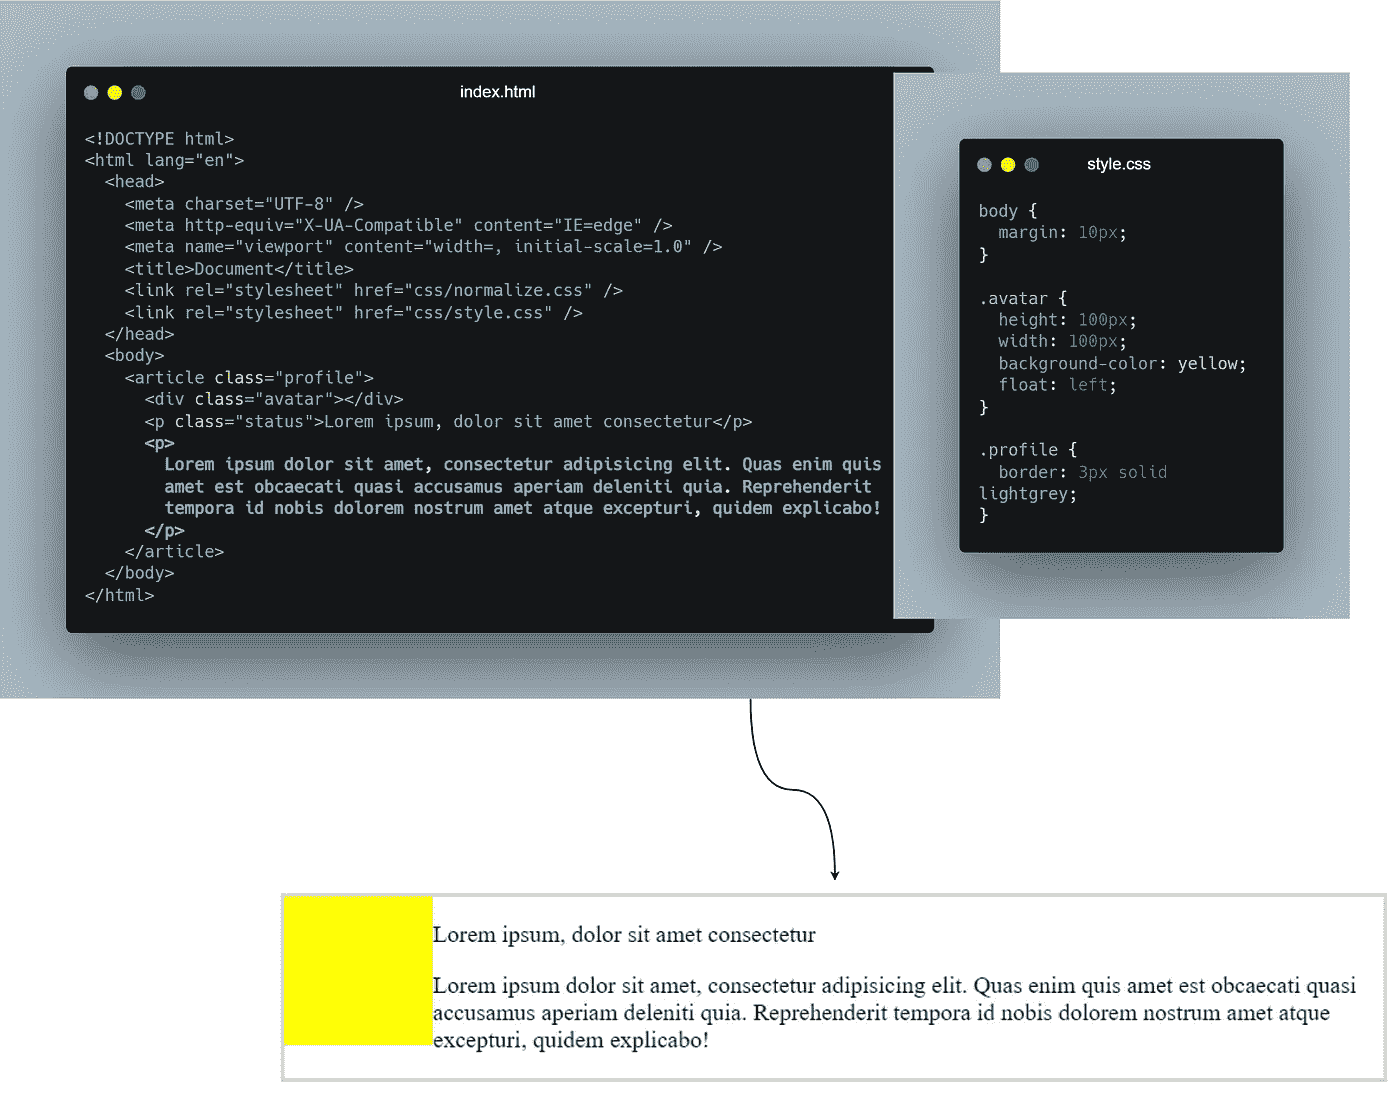 index.html
<!DOCTYPE html>
<html lang="en">
  <head>
    <meta charset="UTF-8" />
    <meta http-equiv="X-UA-Compatible" content="IE=edge" />
    <meta name="viewport" content="width=, initial-scale=1.0" />
    <title>Document</title>
    <link rel="stylesheet" href="css/normalize.css" />
    <link rel="stylesheet" href="css/style.css" />
  </head>
  <body>
    <article class="profile">
      <div class="avatar"></div>
      <p class="status">Lorem ipsum, dolor sit amet consectetur</p>
      <p>
        Lorem ipsum dolor sit amet, consectetur adipisicing elit. Quas enim quis
        amet est obcaecati quasi accusamus aperiam deleniti quia. Reprehenderit
        tempora id nobis dolorem nostrum amet atque excepturi, quidem explicabo!
      </p>
    </article>
  </body>
</html>
style.css
body {
  margin: 10px;
}
.avatar {
  height: 100px;
  width: 100px;
  background-color: yellow;
  float: left;
}
.profile {
  border: 3px solid
lightgrey;
}
Lorem ipsum, dolor sit amet consectetur
Lorem ipsum dolor sit amet, consectetur adipisicing elit. Quas enim quis amet est obcaecati quasi
accusamus aperiam deleniti quia. Reprehenderit tempora id nobis dolorem nostrum amet atque
excepturi, quidem explicabo!